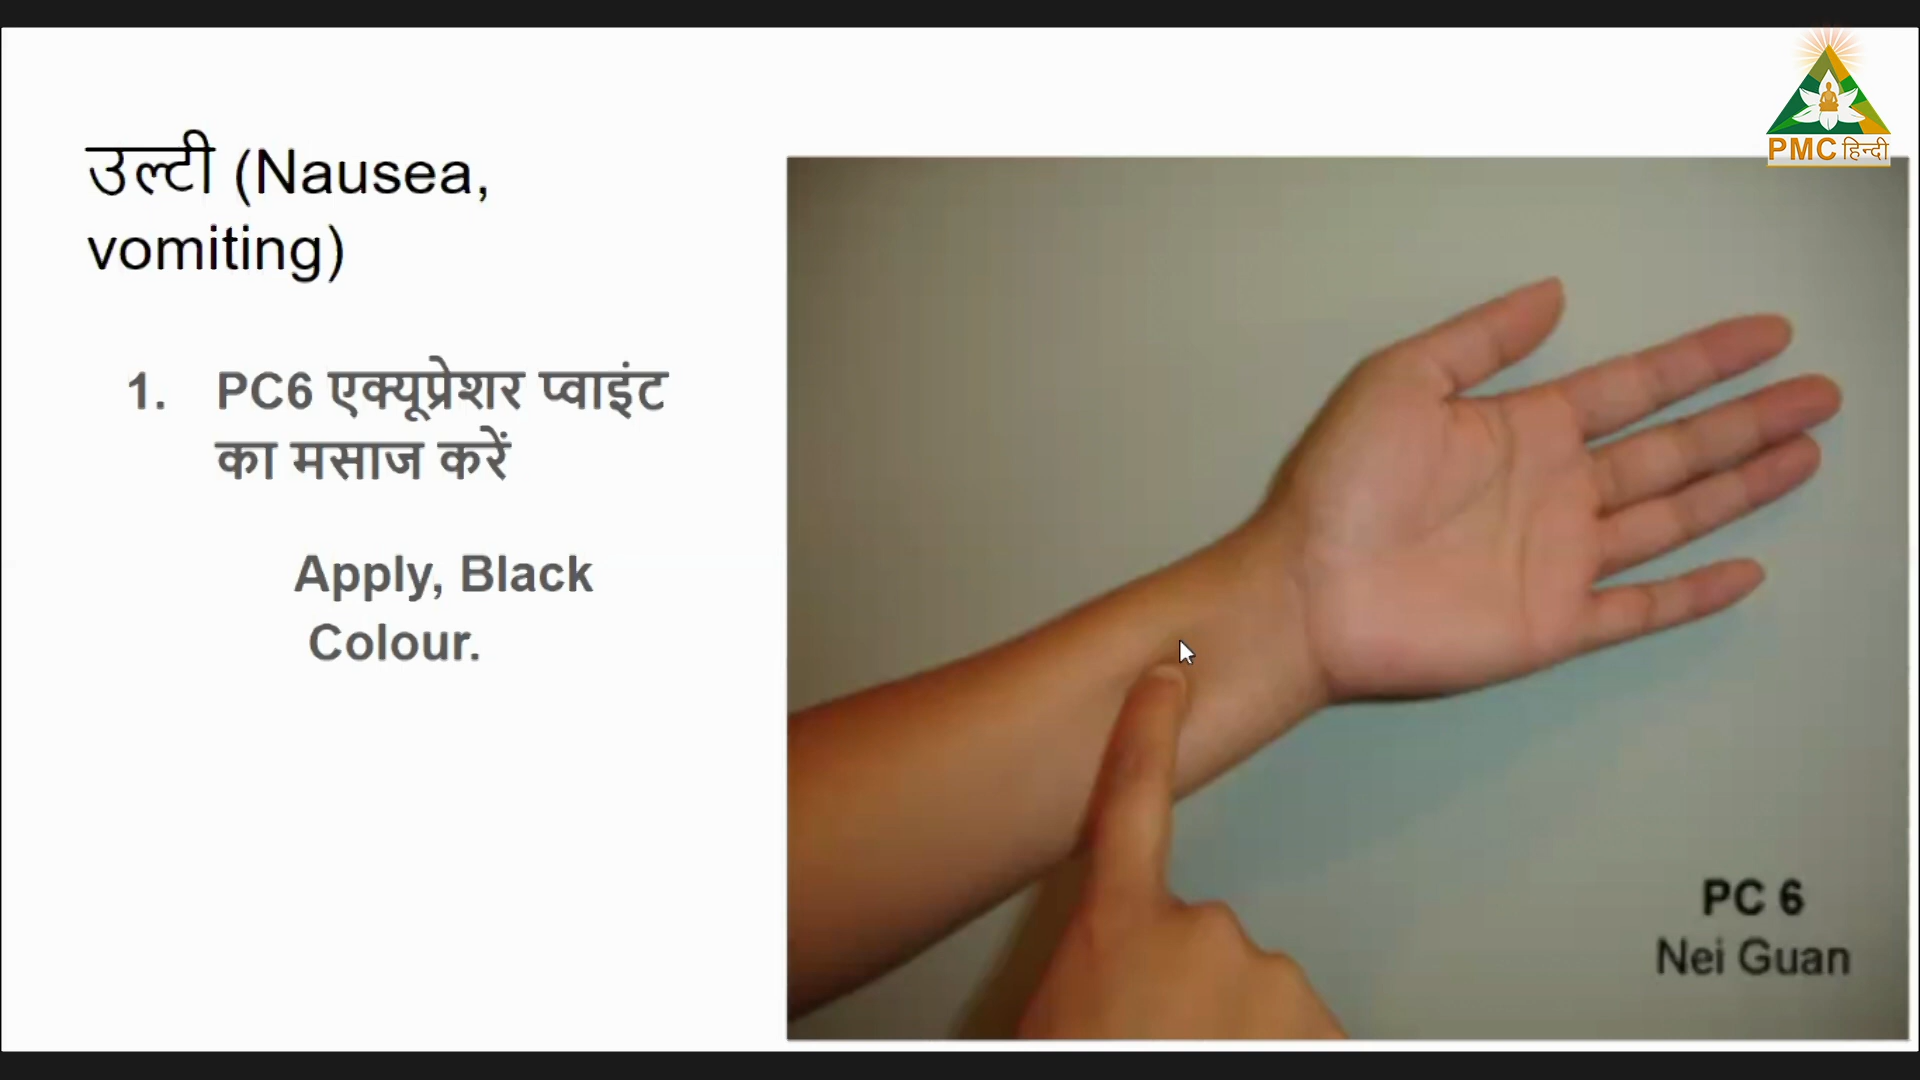 उल्टी (Nausea,
vomiting)
1. PC6 एक्यूप्रेशर प्वाइंट
का मसाज करें
Apply, Black
Colour.
PMC हिन्दी
PC 6
Nei Guan